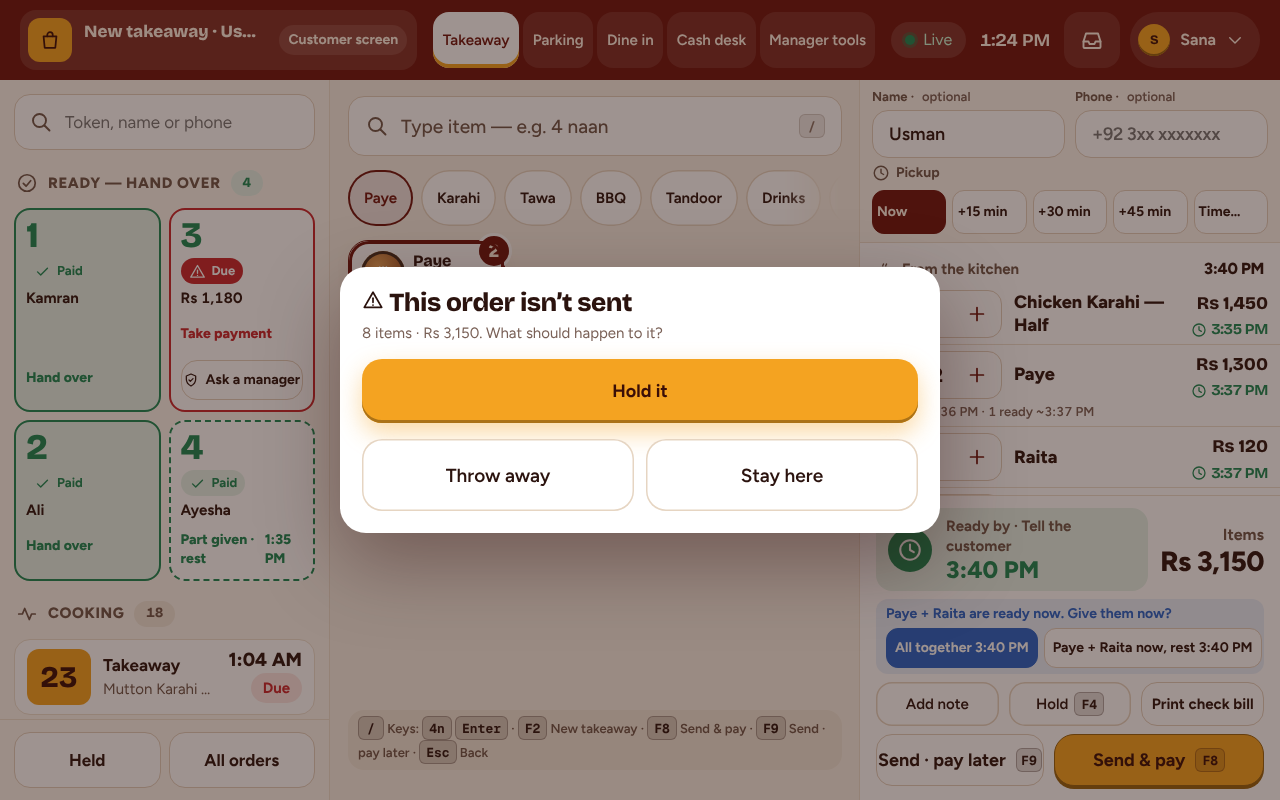 New takeaway · Us...
Customer screen
Takeaway
Parking
Dine in
Cash desk
Manager tools
Live
1:24 PM
S
Sana
Token, name or phone
READY — HAND OVER 4
1
Paid
Kamran
Hand over
3
Due
Rs 1,180
Take payment
Ask a manager
2
Paid
Ali
Hand over
4
Paid
Ayesha
Part given · rest
1:35 PM
COOKING 18
23
Takeaway
Mutton Karahi ...
1:04 AM
Due
Held
All orders
Type item — e.g. 4 naan
/
Paye
Karahi
Tawa
BBQ
Tandoor
Drinks
Paye
2
This order isn’t sent
8 items · Rs 3,150. What should happen to it?
Hold it
Throw away
Stay here
/ Keys: 4n Enter · F2 New takeaway · F8 Send & pay · F9 Send ·
pay later · Esc Back
Name · optional
Usman
Phone · optional
+92 3xx xxxxxxx
Pickup
Now
+15 min
+30 min
+45 min
Time...
the kitchen
3:40 PM
+
Chicken Karahi —
Half
Rs 1,450
3:35 PM
+
Paye
Rs 1,300
3:37 PM
36 PM · 1 ready ~3:37 PM
+
Raita
Rs 120
3:37 PM
Ready by · Tell the
customer
3:40 PM
Items
Rs 3,150
Paye + Raita are ready now. Give them now?
All together 3:40 PM
Paye + Raita now, rest 3:40 PM
Add note
Hold F4
Print check bill
Send · pay later F9
Send & pay F8